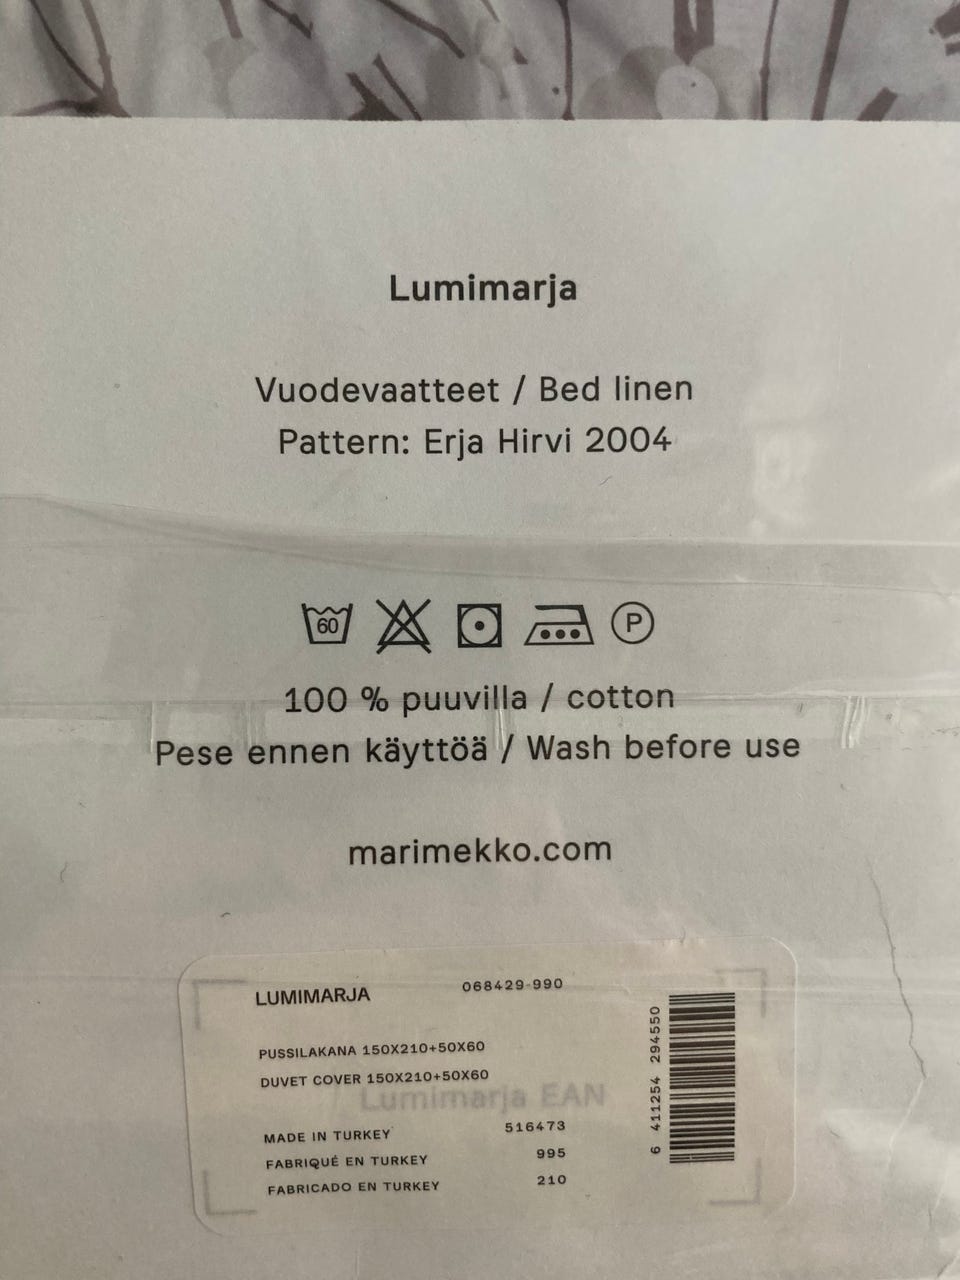 Lumimarja
Vuodevaatteet / Bed linen
Pattern: Erja Hirvi 2004
60
P
100 % puuvilla / cotton
Pese ennen käyttöä / Wash before use
marimekko.com
LUMIMARJA 068429-990
PUSSILAKANA 150X210+50X60
DUVET COVER 150X210+50X60
Lumimarja EAN
MADE IN TURKEY 516473
FABRIQUÉ EN TURKEY 995
FABRICADO EN TURKEY 210
6 411254 294550